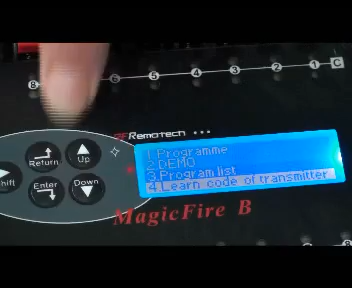 C
1
2
3
4
5
6
8
Remotech
1.Programme
2.DEMO
3.Program list
4.Learn code of transmitter
Return
Up
Shift
Enter
Down
MagicFire B